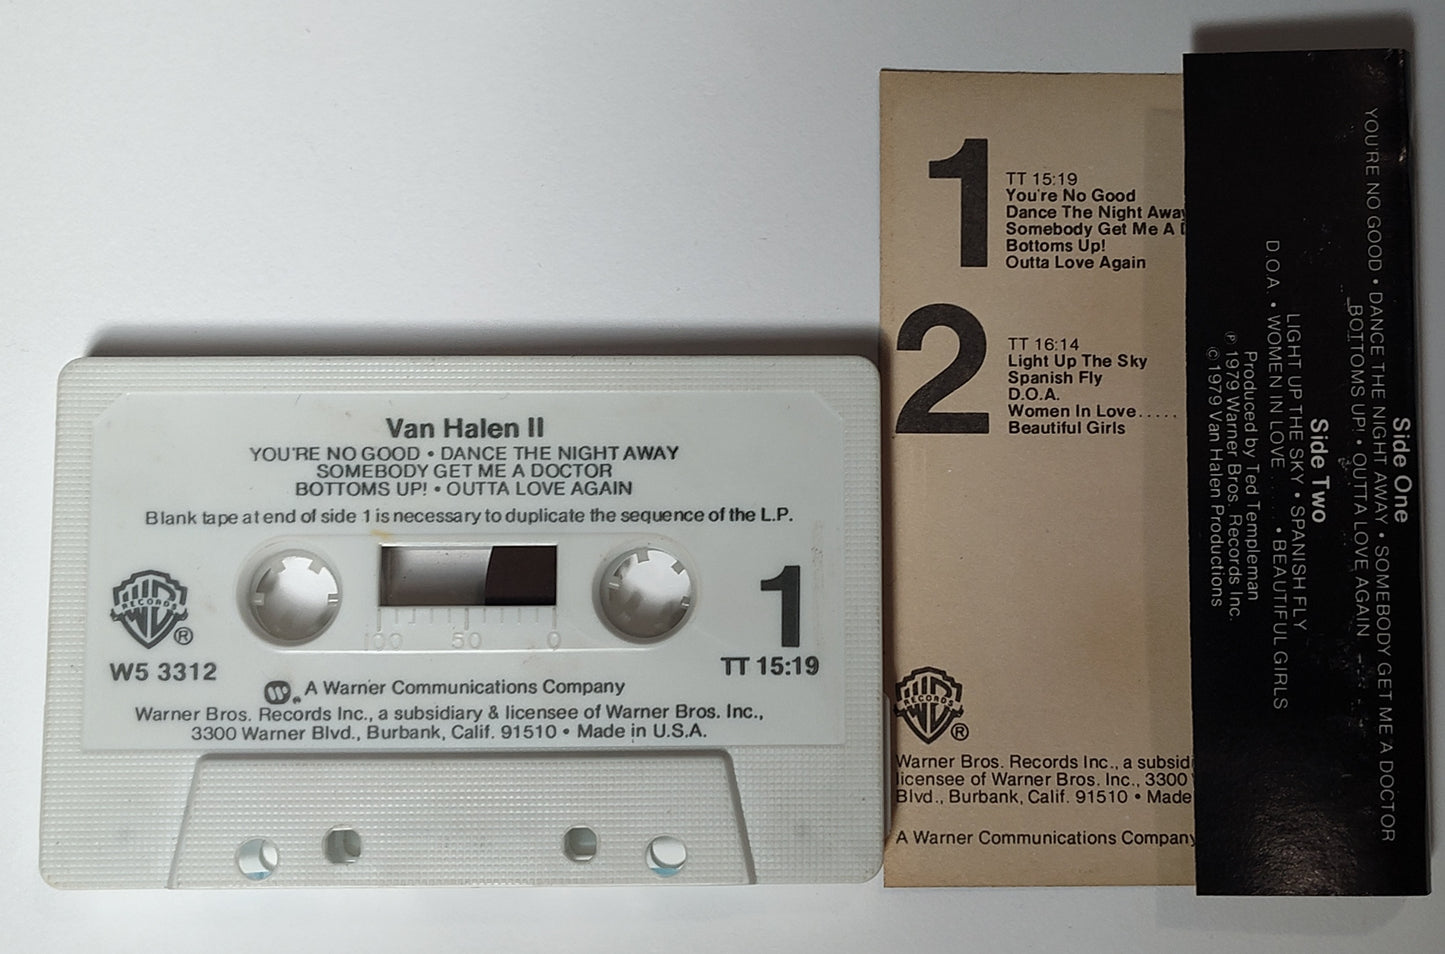 Van Halen II
YOU'RE NO GOOD • DANCE THE NIGHT AWAY
SOMEBODY GET ME A DOCTOR
BOTTOMS UP! • OUTTA LOVE AGAIN
Blank tape at end of side 1 is necessary to duplicate the sequence of the L.P.
RECORDS ®
W5 3312
100 50 0
1
TT 15:19
A Warner Communications Company
Warner Bros. Records Inc., a subsidiary & licensee of Warner Bros. Inc.,
3300 Warner Blvd., Burbank, Calif. 91510 • Made in U.S.A.
1
TT 15:19
You're No Good
Dance The Night Away
Somebody Get Me A
Bottoms Up!
Outta Love Again
2
TT 16:14
Light Up The Sky
Spanish Fly
D.O.A.
Women In Love.....
Beautiful Girls
RECORDS ®
Warner Bros. Records Inc., a subsidi
licensee of Warner Bros. Inc., 3300
Blvd., Burbank, Calif. 91510 • Made
A Warner Communications Company
Side One
YOU'RE NO GOOD • DANCE THE NIGHT AWAY • SOMEBODY GET ME A DOCTOR
BOTTOMS UP! • OUTTA LOVE AGAIN
Side Two
LIGHT UP THE SKY • SPANISH FLY
D.O.A. • WOMEN IN LOVE ..... • BEAUTIFUL GIRLS
Produced by Ted Templeman
℗ 1979 Warner Bros. Records Inc.
© 1979 Van Halen Productions